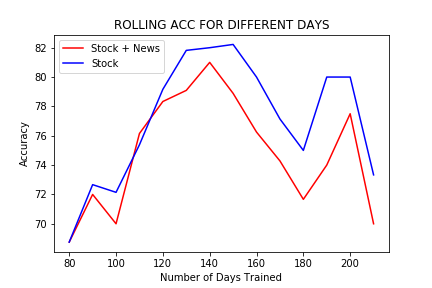 ROLLING ACC FOR DIFFERENT DAYS
Stock + News
Stock
Accuracy
82
80
78
76
74
72
70
80 100 120 140 160 180 200
Number of Days Trained